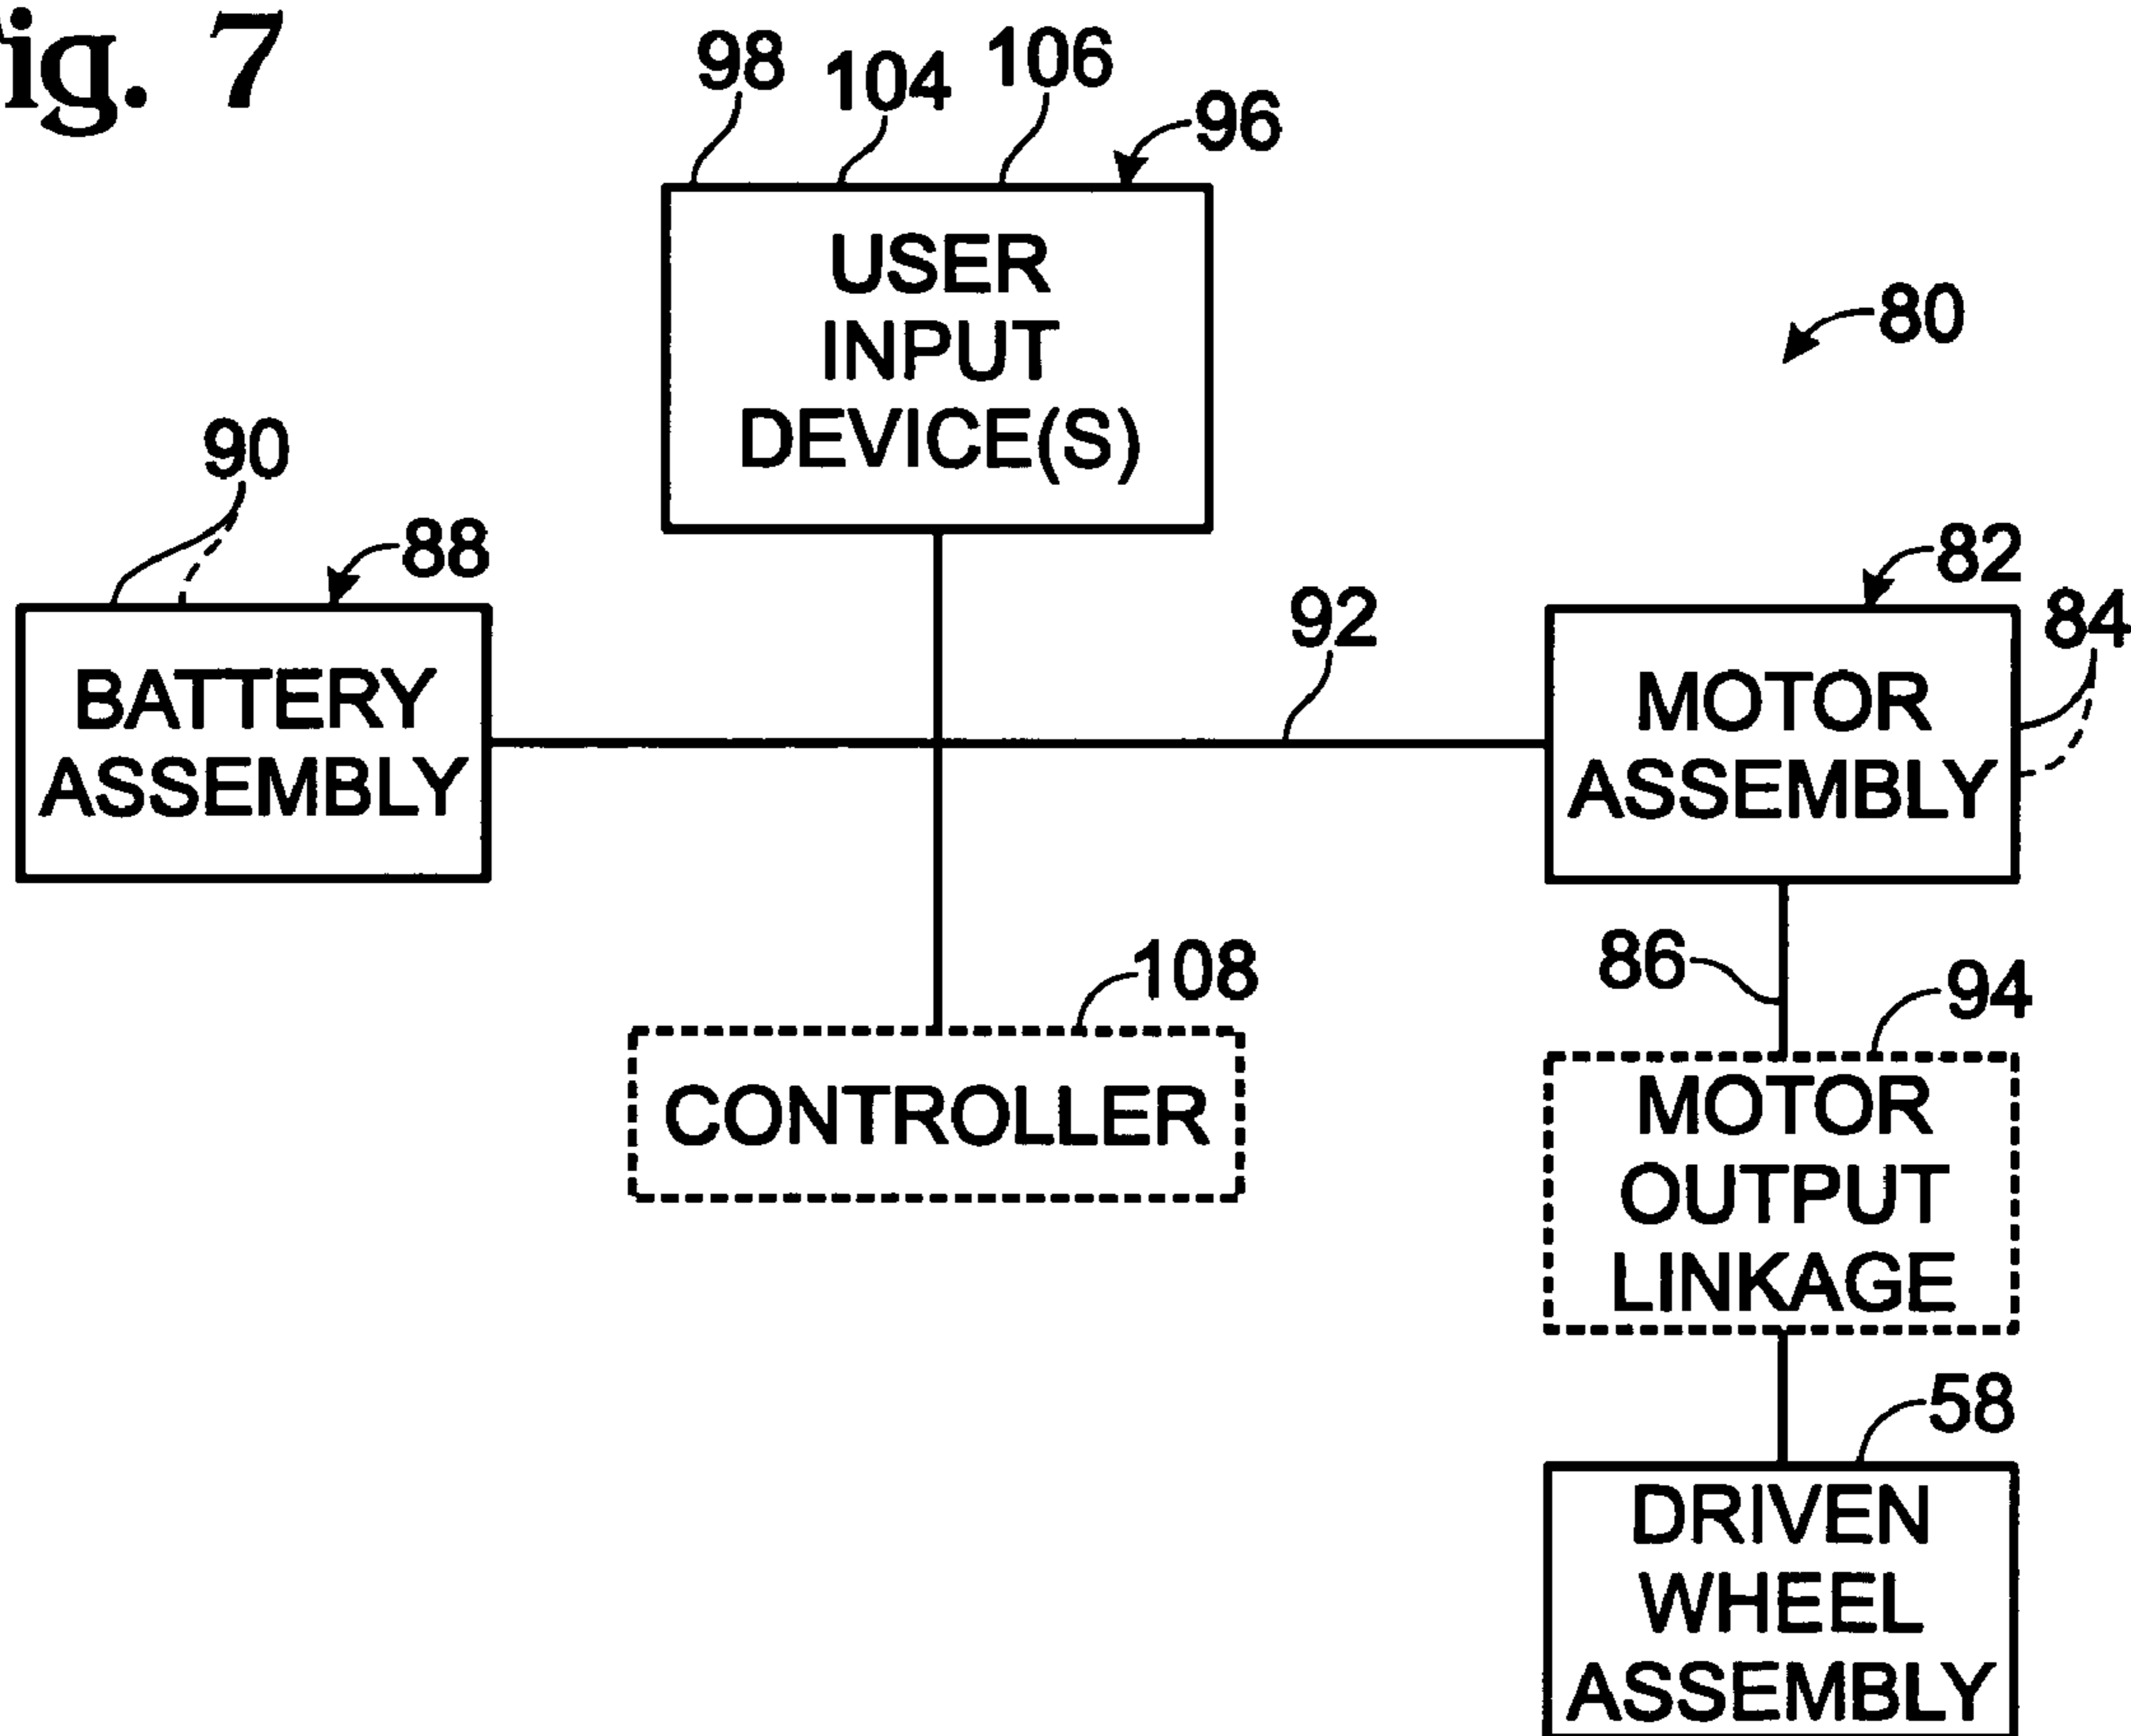 ig. 7
98
104
106
96
USER
INPUT
DEVICE(S)
80
90
88
BATTERY
ASSEMBLY
92
82
84
MOTOR
ASSEMBLY
108
CONTROLLER
86
94
MOTOR
OUTPUT
LINKAGE
58
DRIVEN
WHEEL
ASSEMBLY